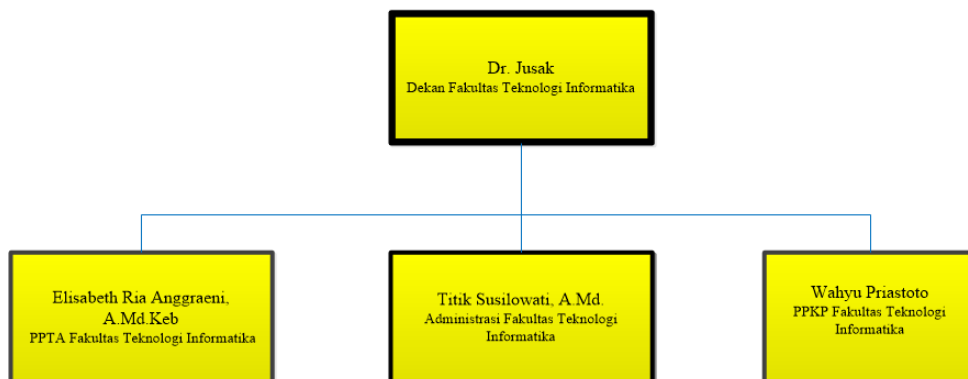 Dr. Jusak
Dekan Fakultas Teknologi Informatika
Elisabeth Ria Anggraeni,
A.Md.Keb
PPTA Fakultas Teknologi Informatika
Titik Susilowati, A.Md.
Administrasi Fakultas Teknologi
Informatika
Wahyu Priastoto
PPKP Fakultas Teknologi
Informatika